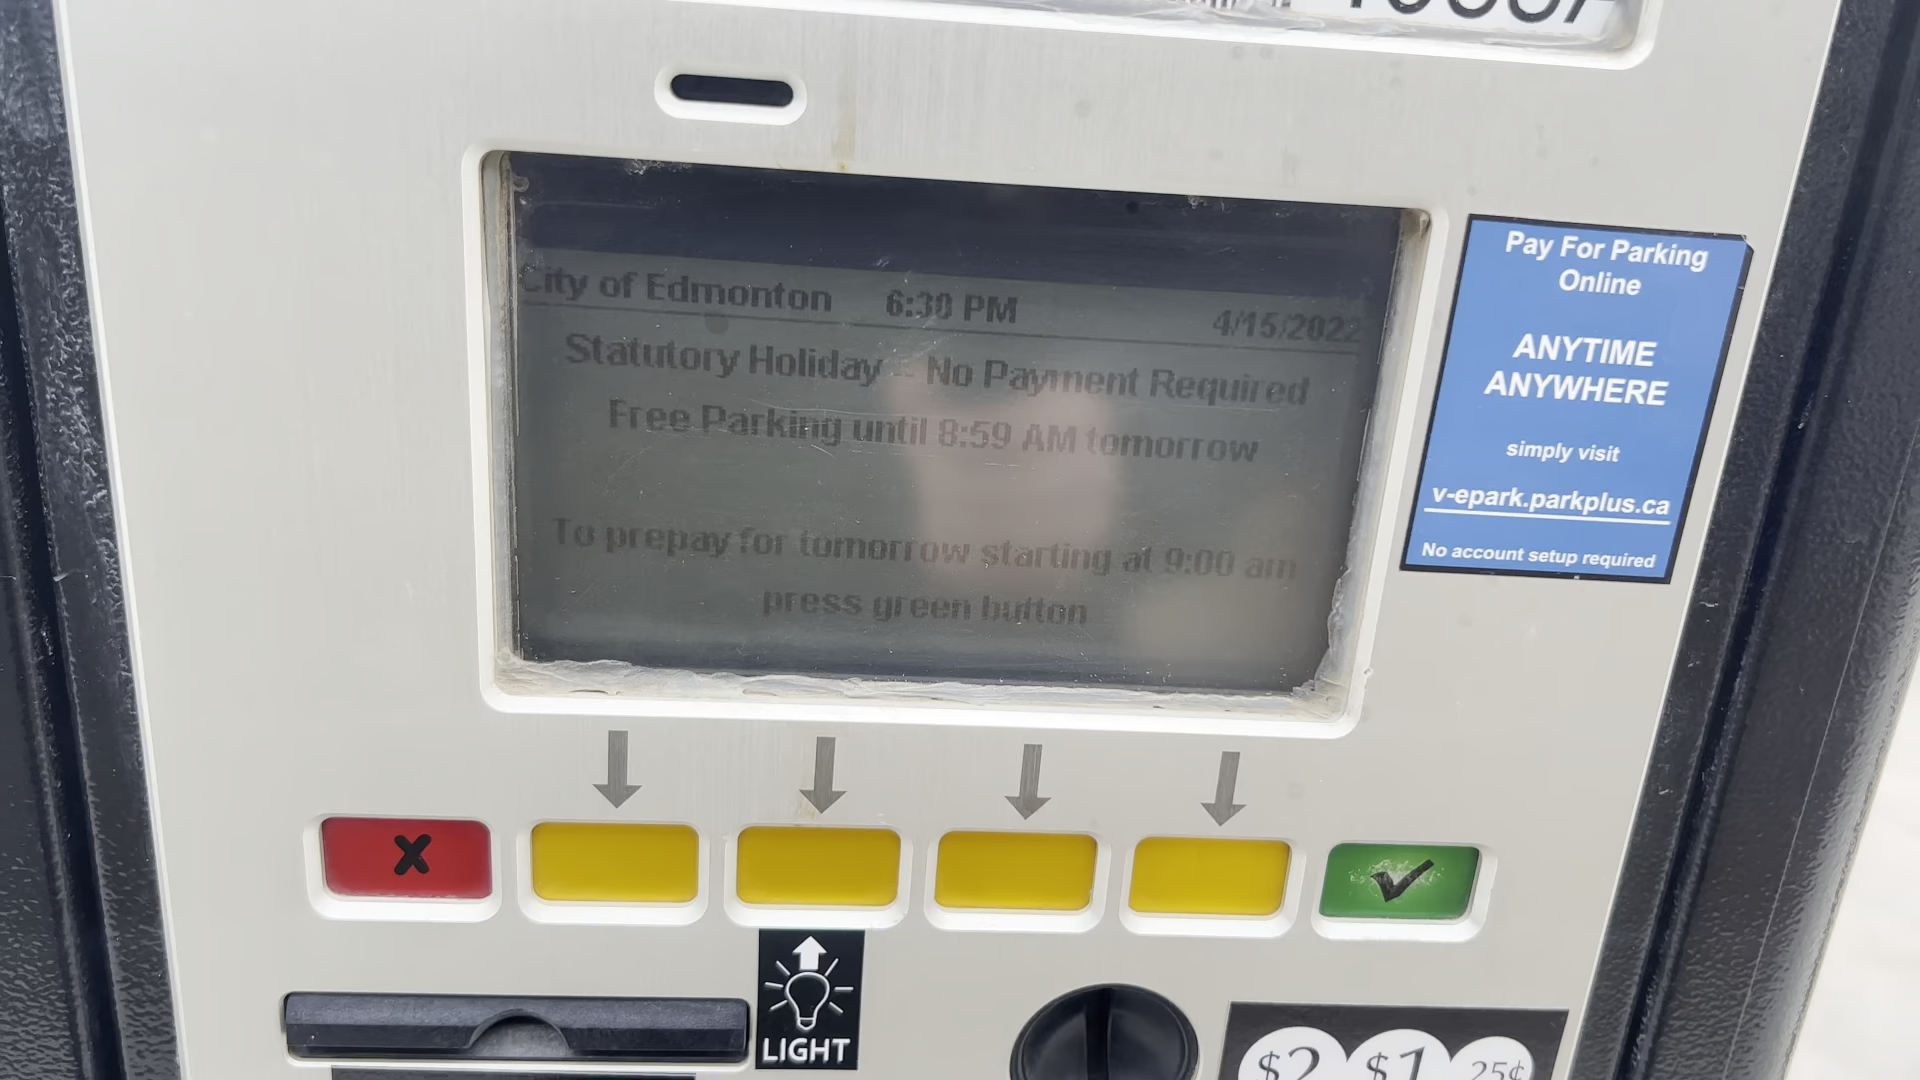 City of Edmonton 6:30 PM 4/15/2022
Statutory Holiday - No Payment Required
Free Parking until 8:59 AM tomorrow
To prepay for tomorrow starting at 9:00 am
press green button
Pay For Parking
Online
ANYTIME
ANYWHERE
simply visit
v-epark.parkplus.ca
No account setup required
LIGHT
$2 $1 25¢